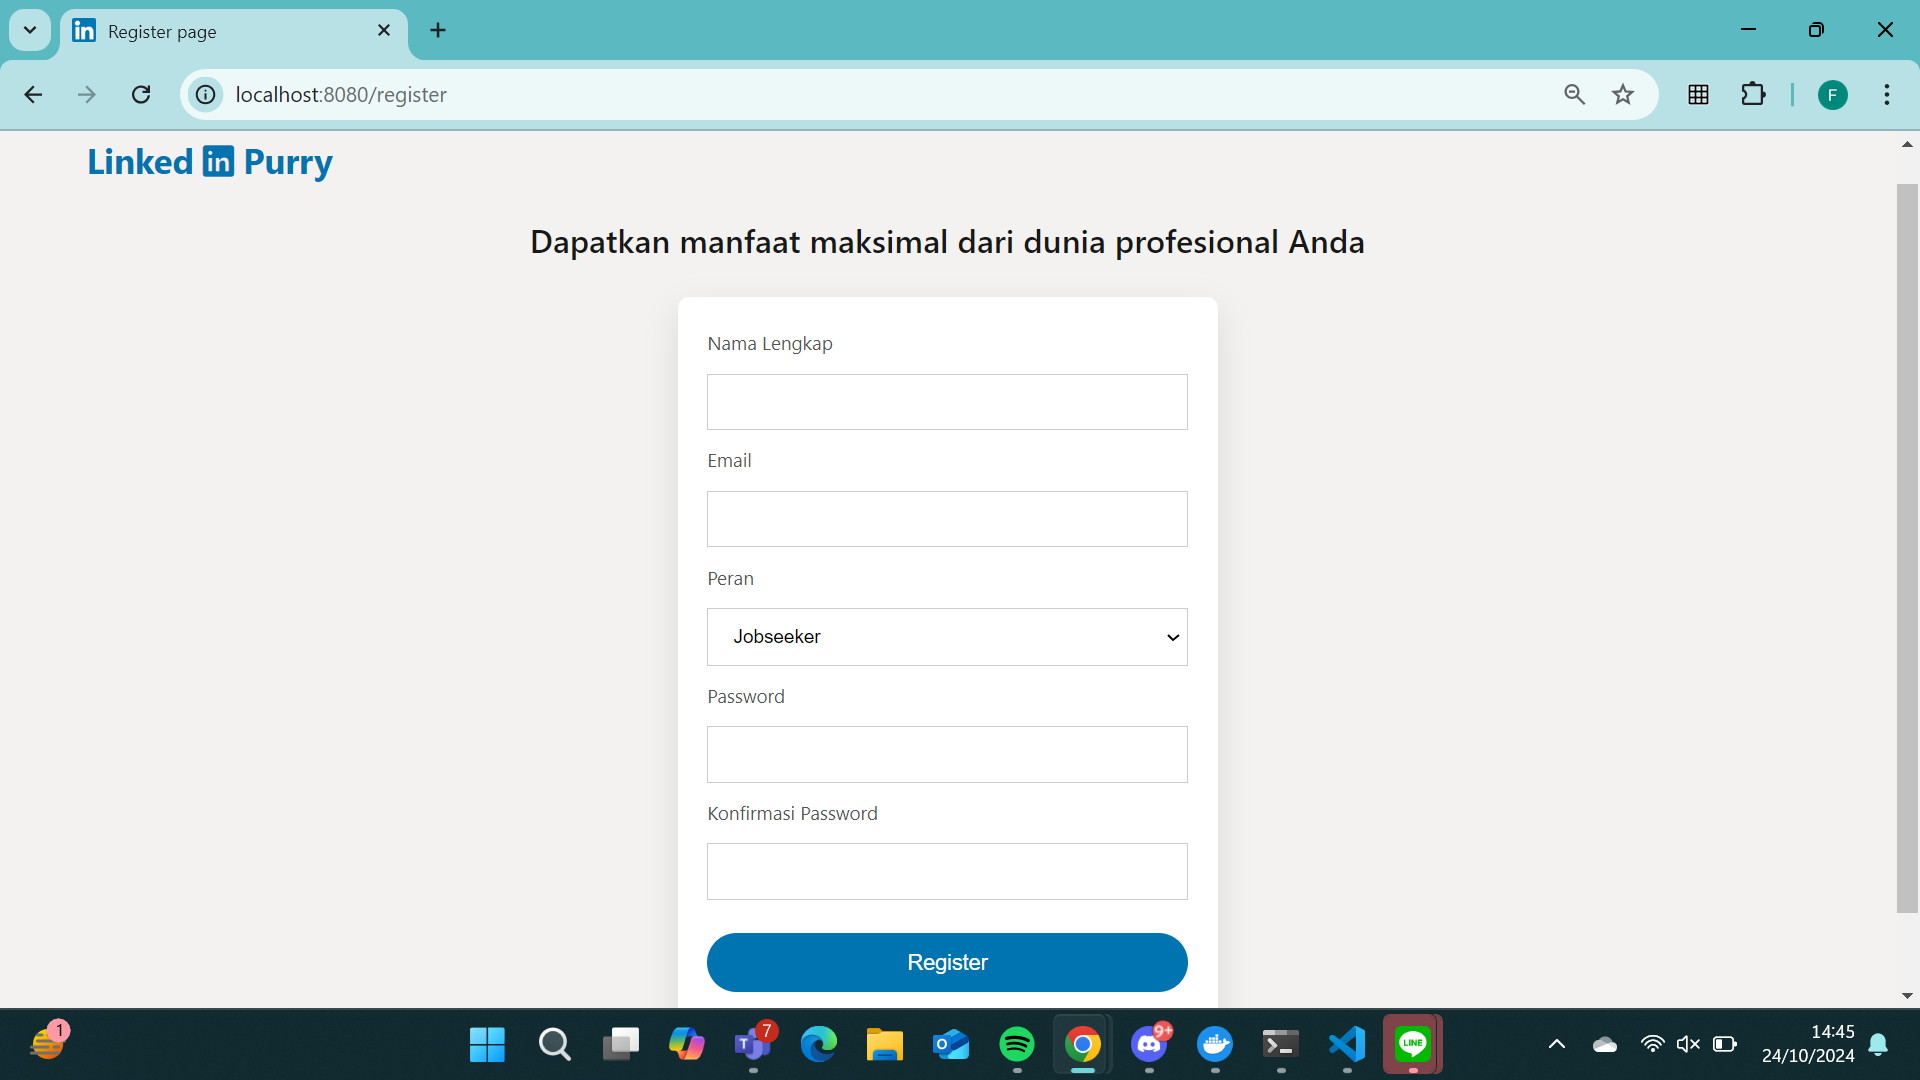 Register page
localhost:8080/register
F
Linked in Purry
Dapatkan manfaat maksimal dari dunia profesional Anda
Nama Lengkap
Email
Peran
Jobseeker
Password
Konfirmasi Password
Register
1
7
9+
LINE
14:45
24/10/2024